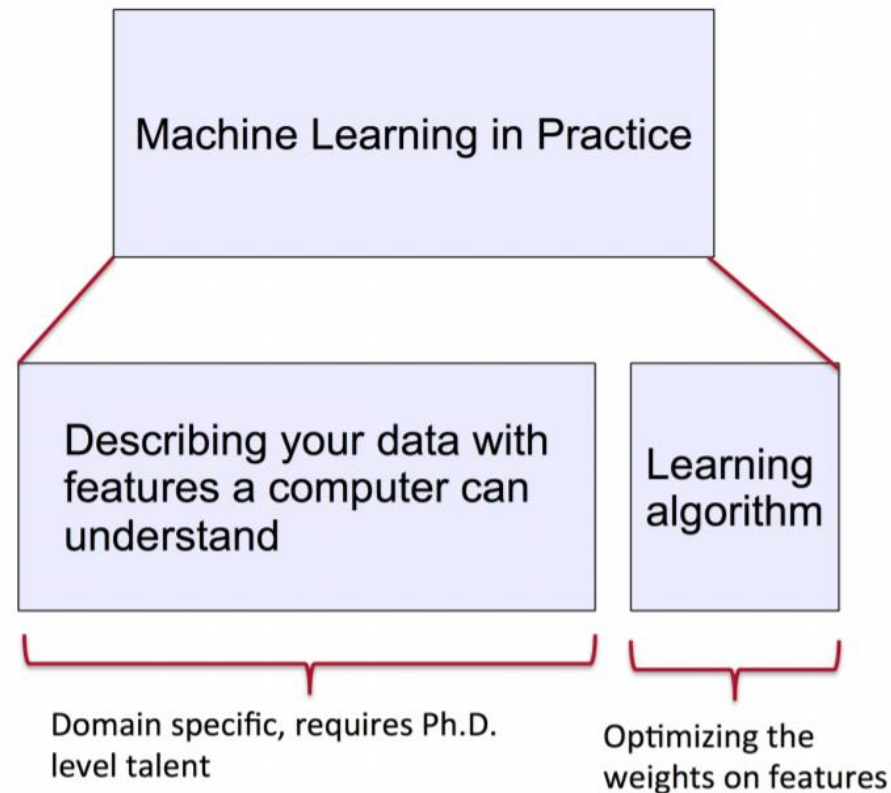 Machine Learning in Practice
Describing your data with
features a computer can
understand
Learning
algorithm
Domain specific, requires Ph.D.
level talent
Optimizing the
weights on features